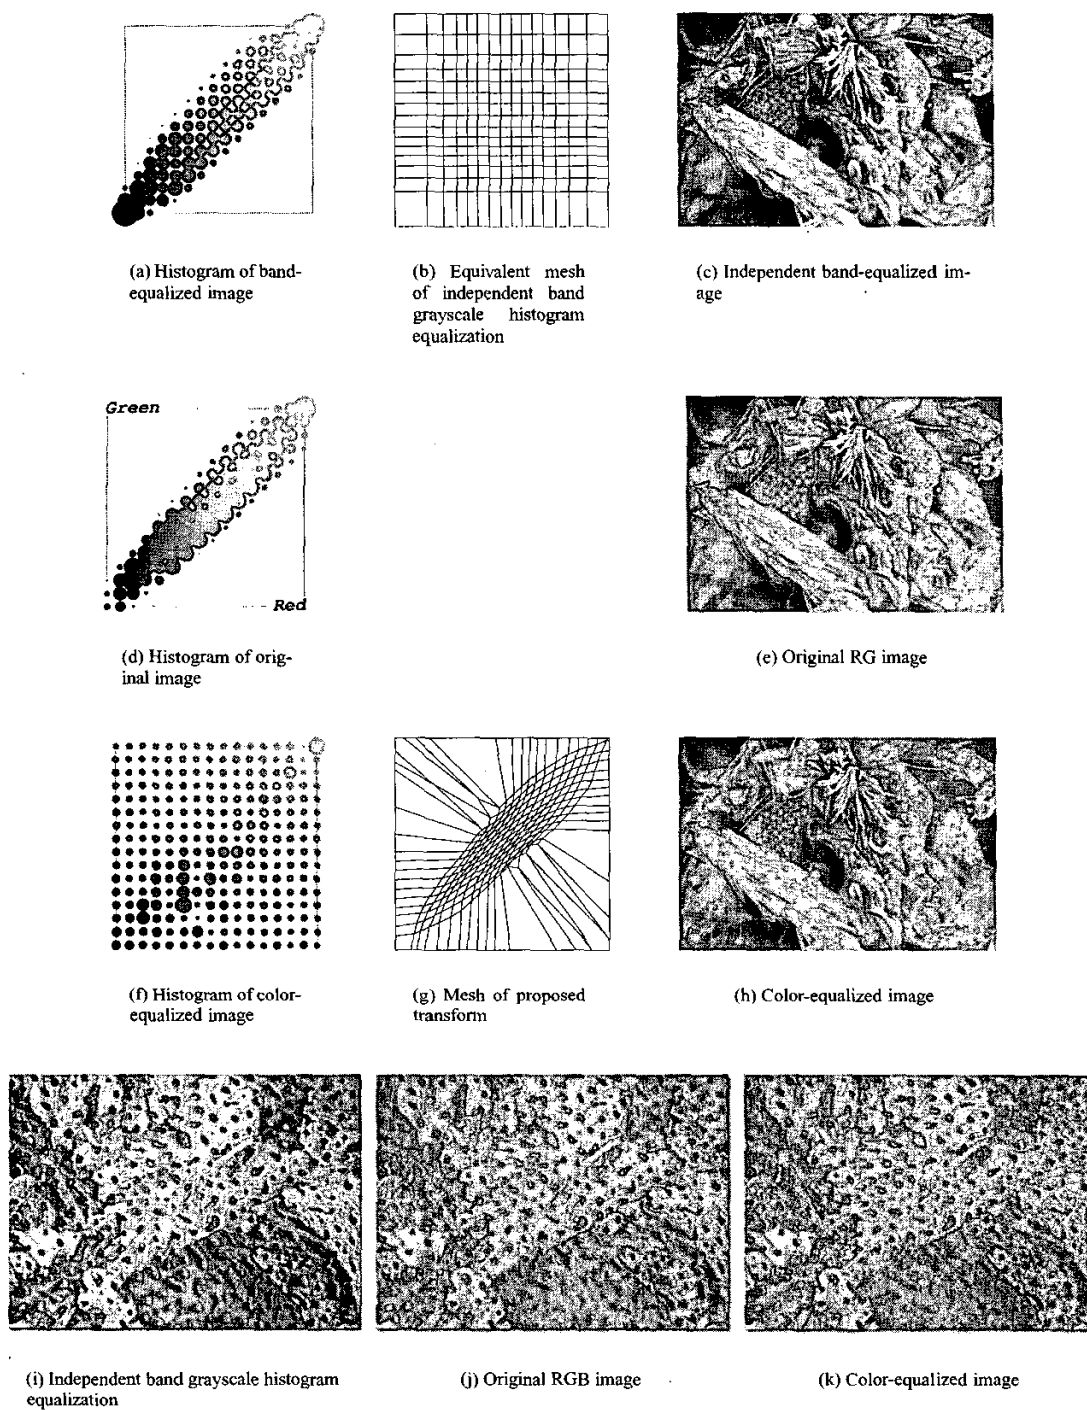 (a) Histogram of band-
equalized image
(b) Equivalent mesh
of independent band
grayscale histogram
equalization
(c) Independent band-equalized im-
age
Green
Red
(d) Histogram of orig-
inal image
(e) Original RG image
(f) Histogram of color-
equalized image
(g) Mesh of proposed
transform
(h) Color-equalized image
(i) Independent band grayscale histogram
equalization
(j) Original RGB image
(k) Color-equalized image